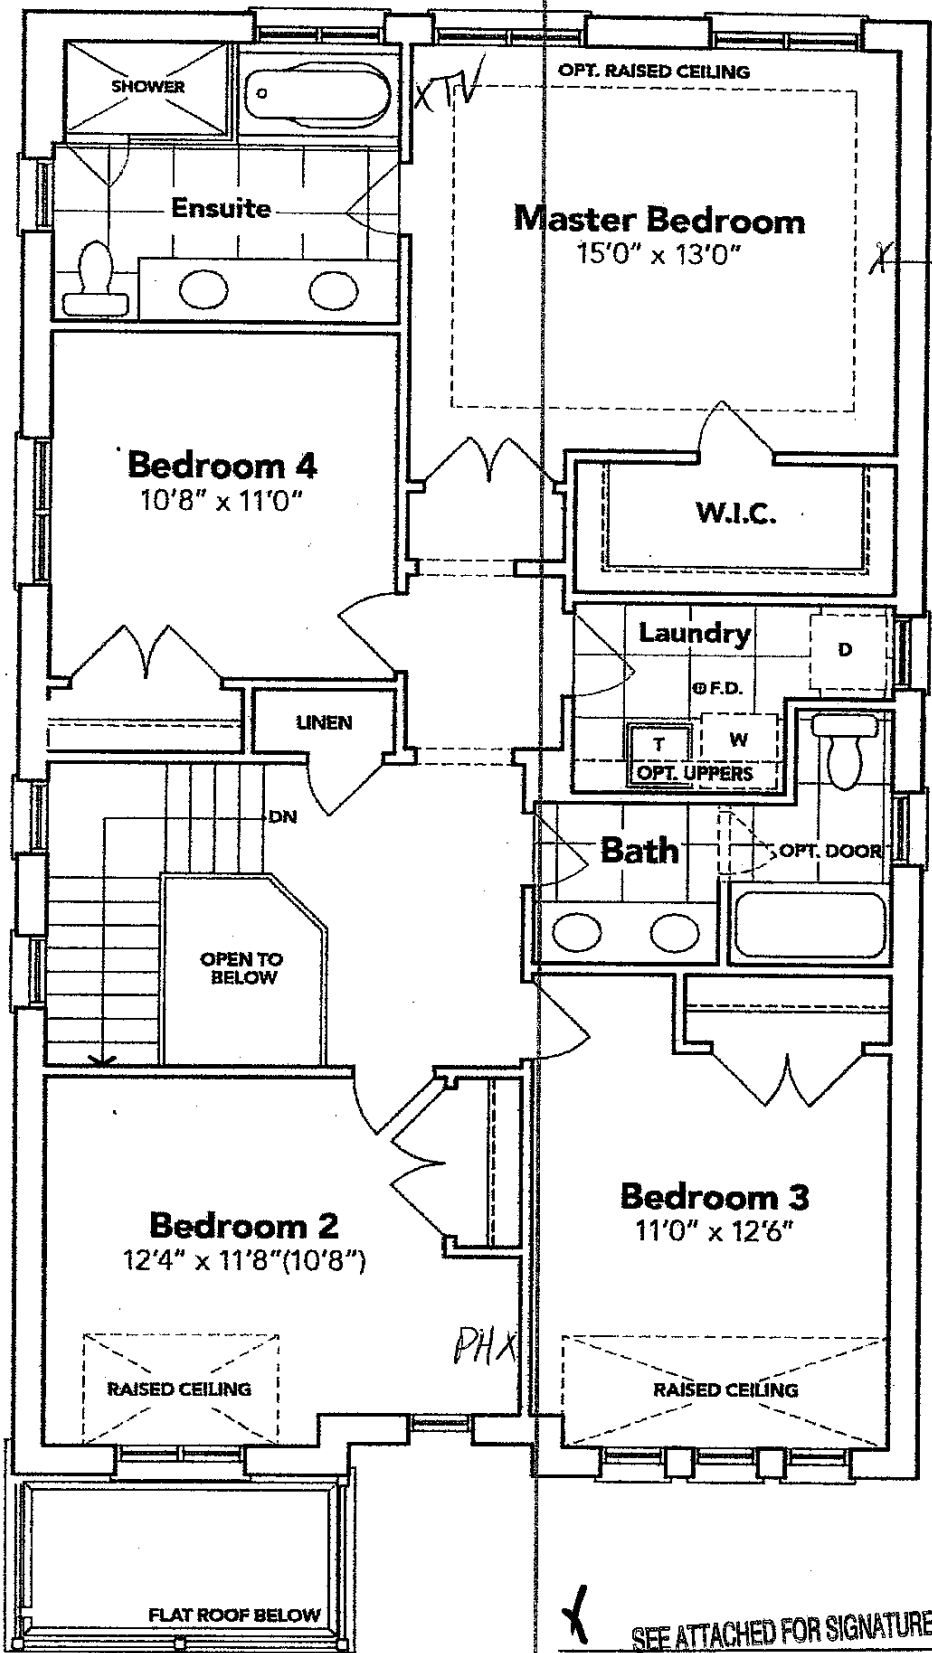 SHOWER
OPT. RAISED CEILING
XTV
Ensuite
Master Bedroom
15'0" x 13'0"
X
Bedroom 4
10'8" x 11'0"
W.I.C.
Laundry
D
F.D.
LINEN
T
W
OPT. UPPERS
DN
Bath
OPT. DOOR
OPEN TO
BELOW
Bedroom 2
12'4" x 11'8"(10'8")
Bedroom 3
11'0" x 12'6"
PHX
RAISED CEILING
RAISED CEILING
FLAT ROOF BELOW
X
SEE ATTACHED FOR SIGNATURE